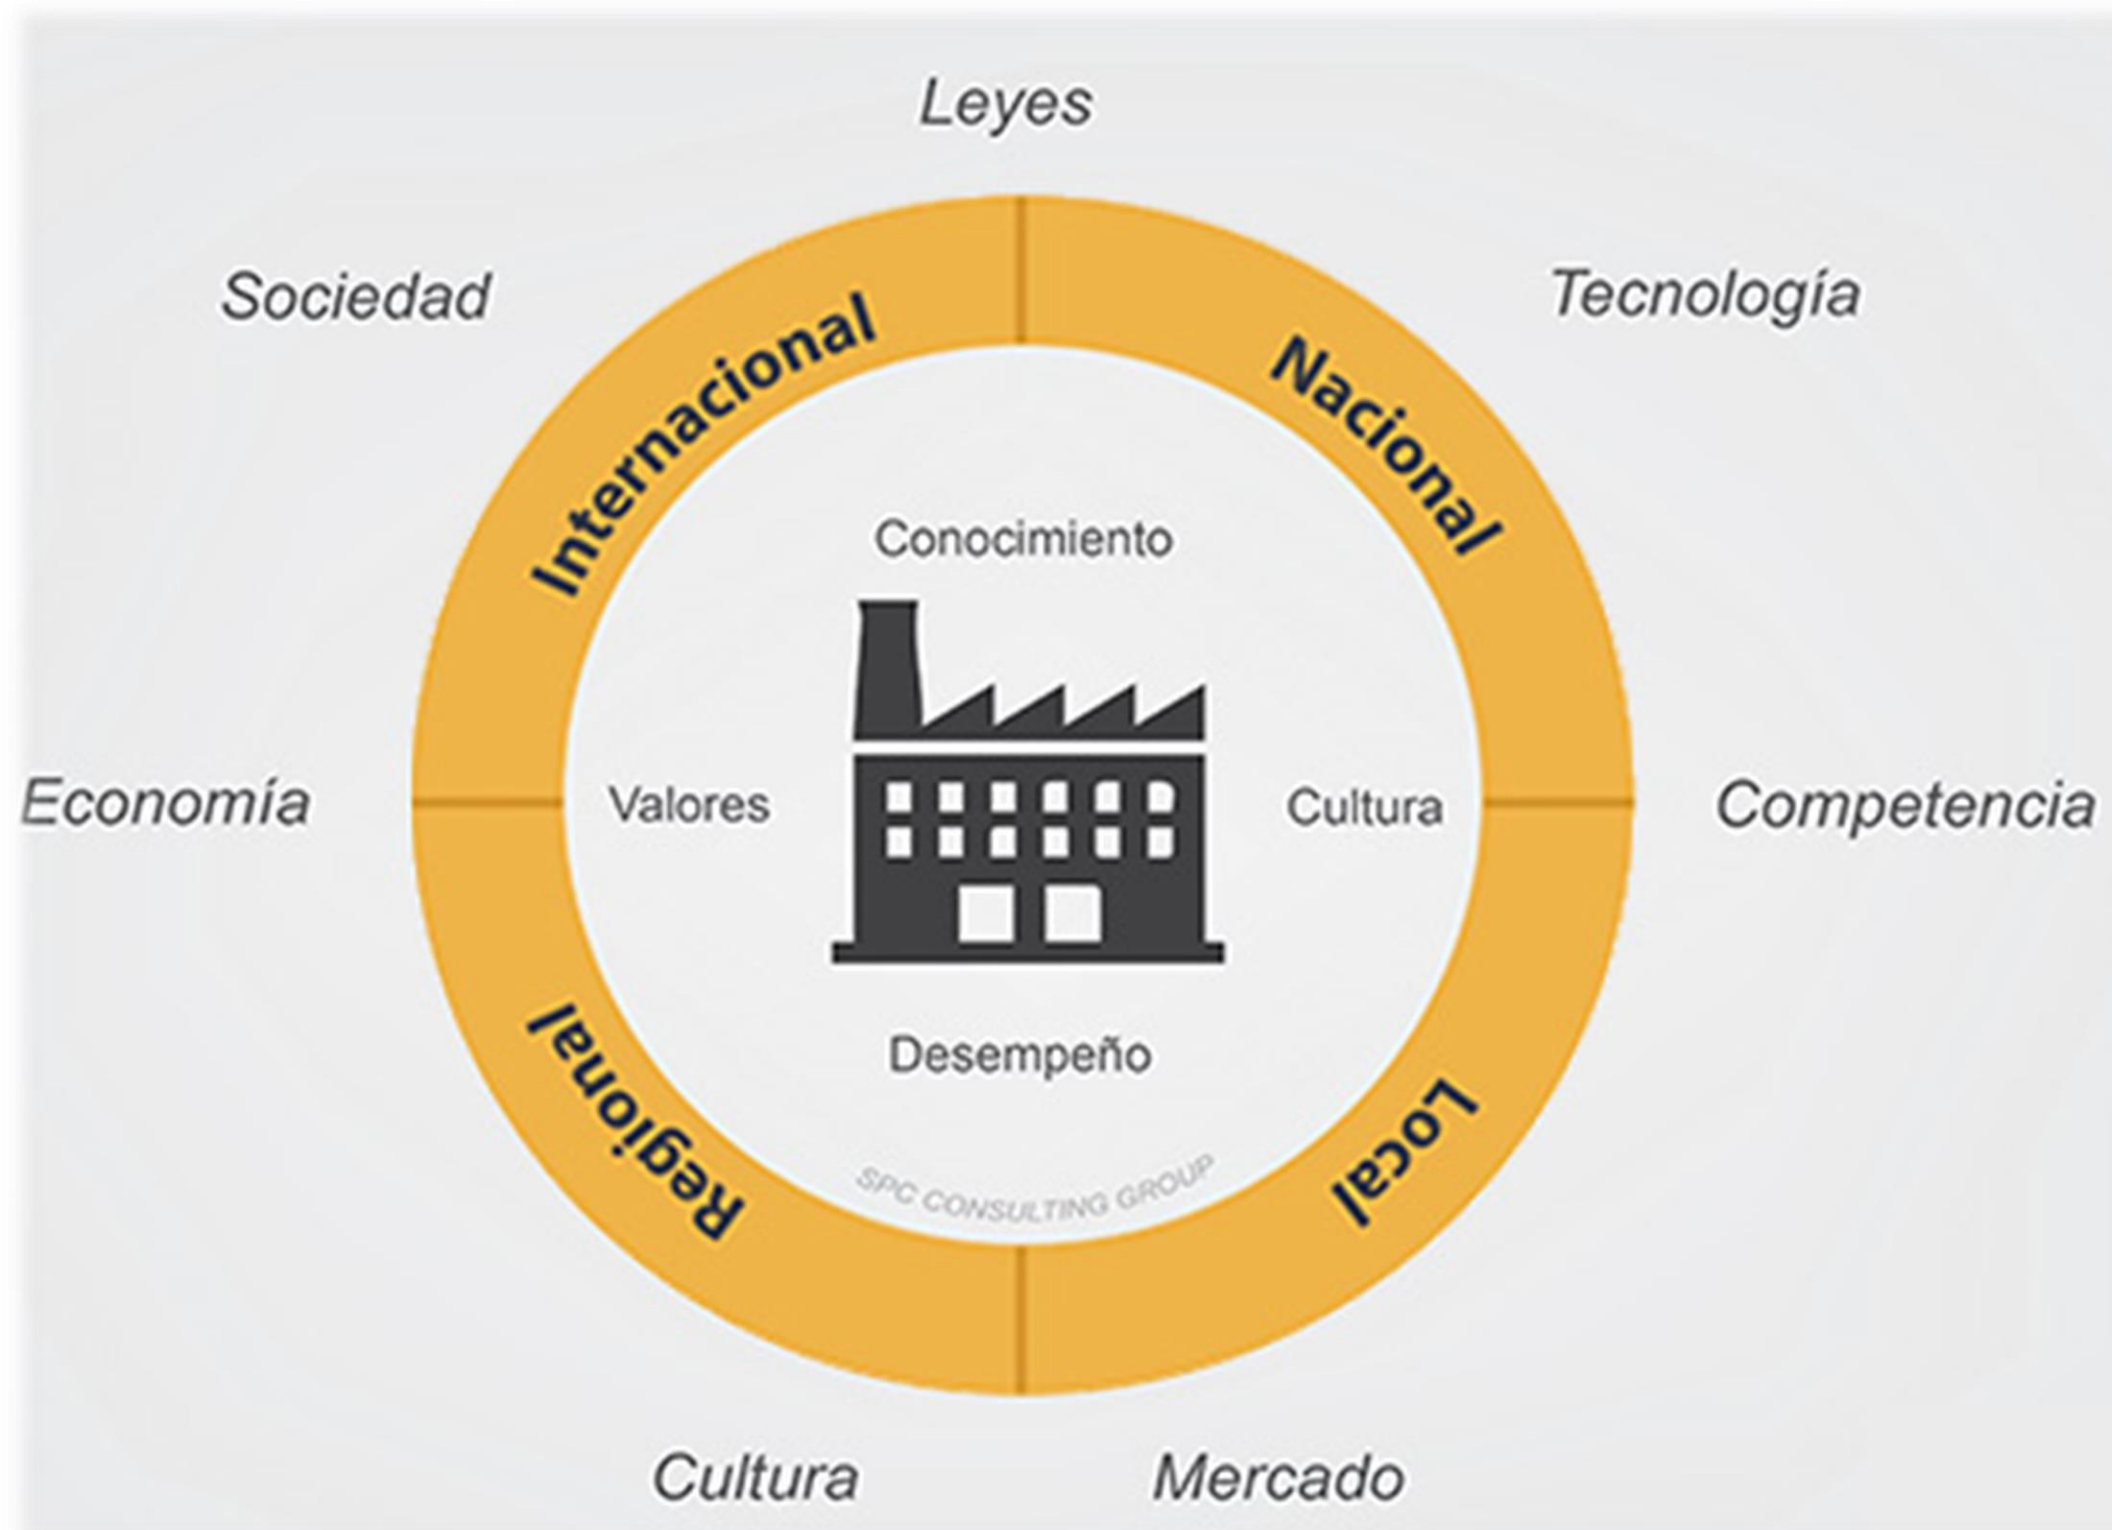 Leyes
Sociedad
Tecnología
Internacional
Nacional
Conocimiento
Economía
Valores
Cultura
Competencia
Desempeño
Regional
Local
SPC CONSULTING GROUP
Cultura
Mercado